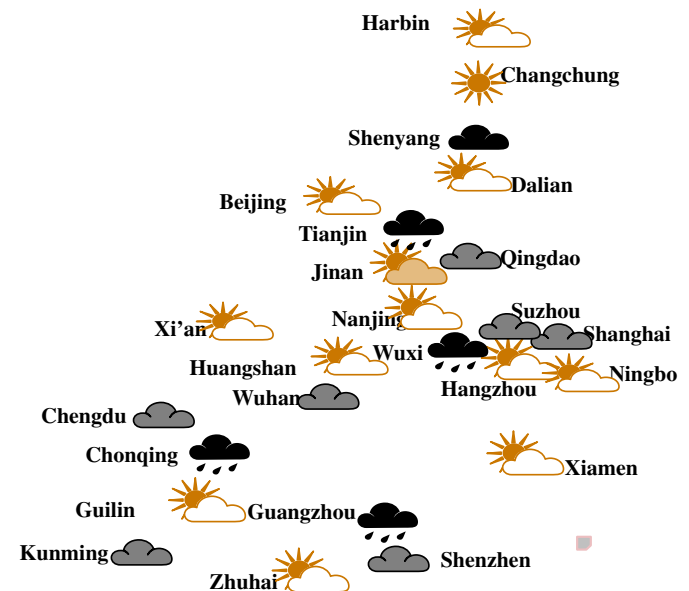 Harbin
Changchung
Shenyang
Dalian
Beijing
Tianjin
Qingdao
Jinan
Suzhou
Nanjing
Xi’an
Shanghai
Wuxi
Huangshan
Ningbo
Hangzhou
Wuhan
Chengdu
Chonqing
Xiamen
Guilin
Guangzhou
Kunming
Shenzhen
Zhuhai